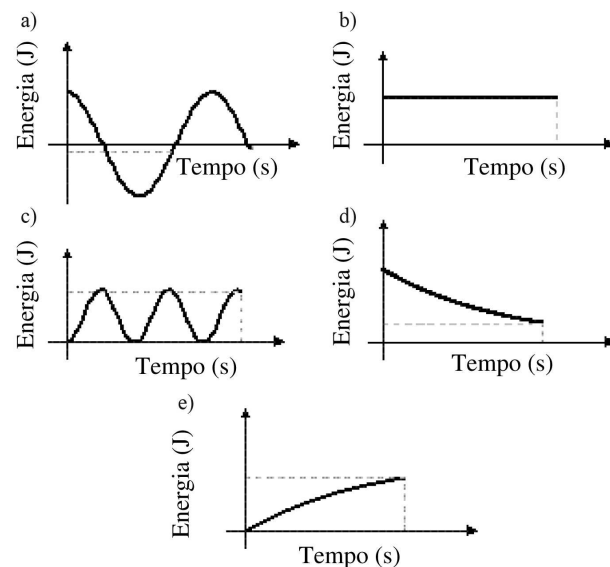 a)
Energia (J)
Tempo (s)
b)
Energia (J)
Tempo (s)
c)
Energia (J)
Tempo (s)
d)
Energia (J)
Tempo (s)
e)
Energia (J)
Tempo (s)